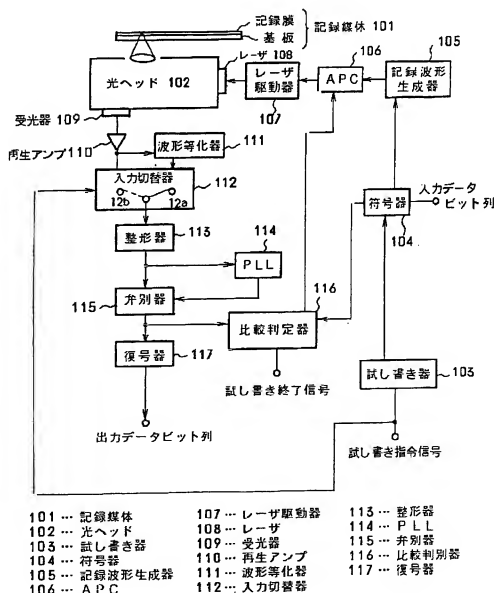 記録膜
基板
記録媒体 101
レーザ 108
光ヘッド 102
レーザ
駆動器
107
APC
106
記録波形
生成器
105
受光器 109
再生アンプ 110
波形等化器
111
入力切替器
12b
12a
112
整形器
113
PLL
114
弁別器
115
比較判定器
116
符号器
104
入力データ
ビット列
復号器
117
試し書き器
103
試し書き終了信号
出力データビット列
試し書き指令信号
101 … 記録媒体
102 … 光ヘッド
103 … 試し書き器
104 … 符号器
105 … 記録波形生成器
106 … APC
107 … レーザ駆動器
108 … レーザ
109 … 受光器
110 … 再生アンプ
111 … 波形等化器
112 … 入力切替器
113 … 整形器
114 … PLL
115 … 弁別器
116 … 比較判別器
117 … 復号器